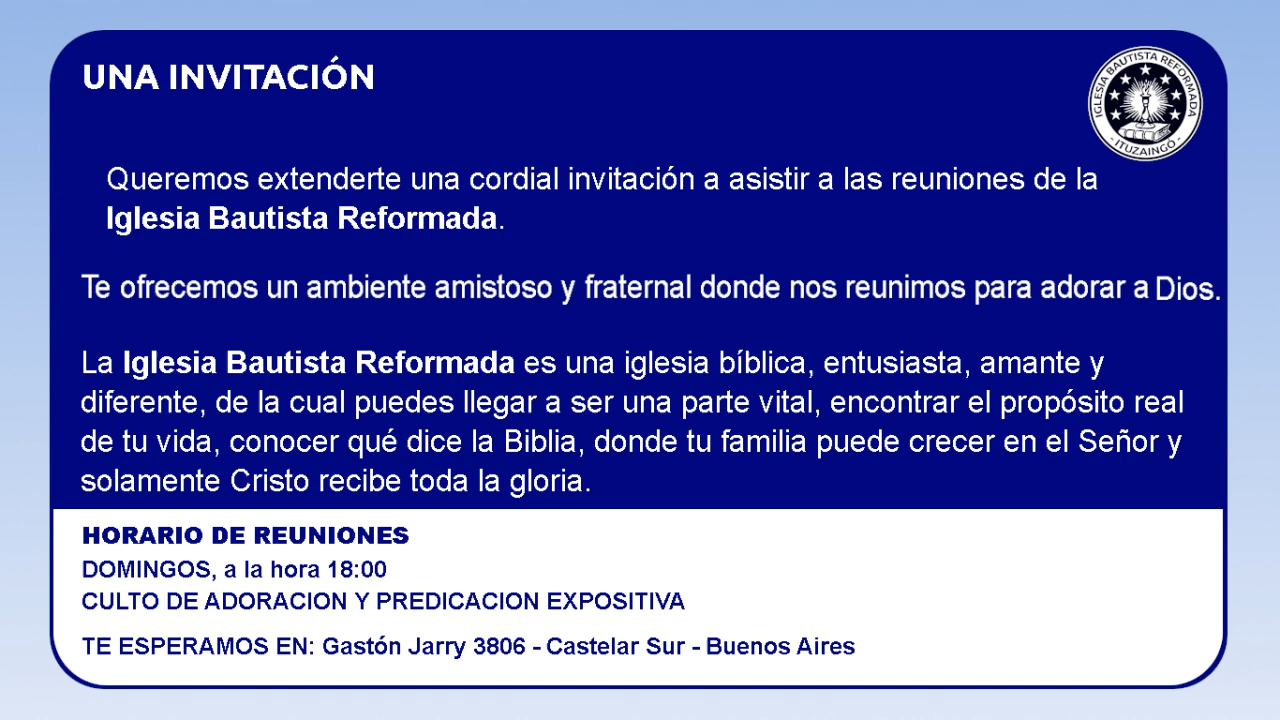 UNA INVITACIÓN
IGLESIA BAUTISTA REFORMADA
- ITUZAINGÓ -
Queremos extenderte una cordial invitación a asistir a las reuniones de la
Iglesia Bautista Reformada.
Te ofrecemos un ambiente amistoso y fraternal donde nos reunimos para adorar a Dios.
La Iglesia Bautista Reformada es una iglesia bíblica, entusiasta, amante y
diferente, de la cual puedes llegar a ser una parte vital, encontrar el propósito real
de tu vida, conocer qué dice la Biblia, donde tu familia puede crecer en el Señor y
solamente Cristo recibe toda la gloria.
HORARIO DE REUNIONES
DOMINGOS, a la hora 18:00
CULTO DE ADORACION Y PREDICACION EXPOSITIVA
TE ESPERAMOS EN: Gastón Jarry 3806 - Castelar Sur - Buenos Aires